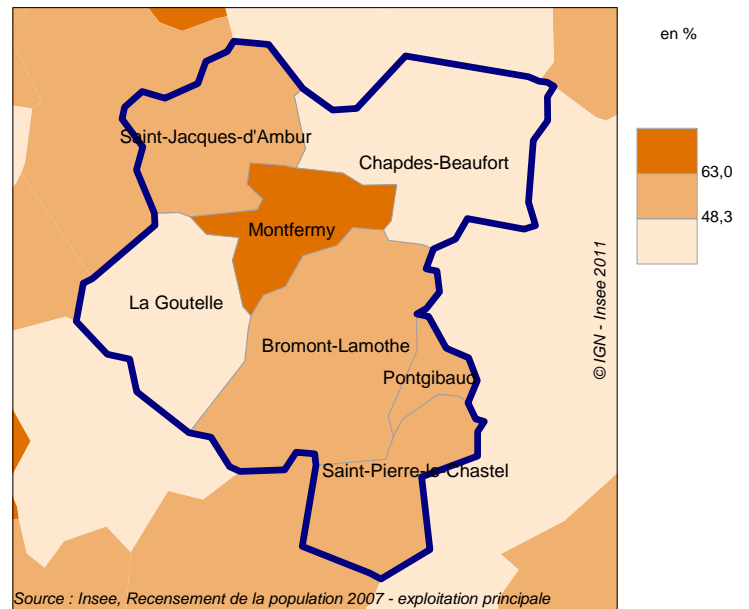 en %
63,0
48,3
Saint-Jacques-d'Ambur
Chapdes-Beaufort
Montfermy
La Goutelle
Bromont-Lamothe
Pontgibaud
Saint-Pierre-le-Chastel
© IGN - Insee 2011
Source : Insee, Recensement de la population 2007 - exploitation principale